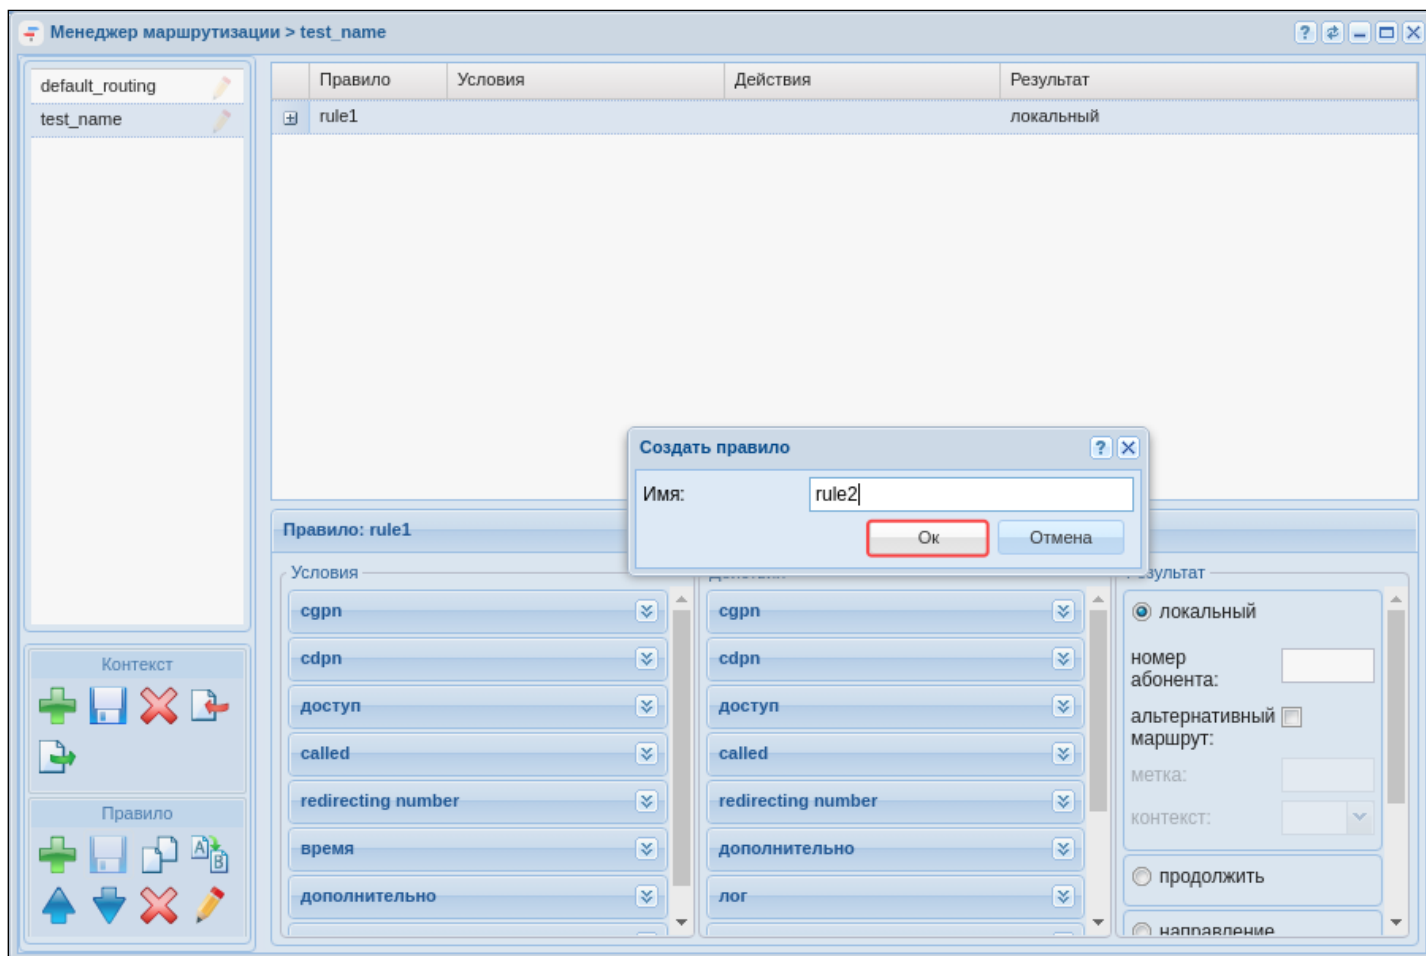 Менеджер маршрутизации > test_name
default_routing
test_name
Правило Условия Действия Результат
rule1 локальный
Создать правило
Имя: rule2
Ок Отмена
Правило: rule1
Условия
cgpn
cdpn
доступ
called
redirecting number
время
дополнительно
cgpn
cdpn
доступ
called
redirecting number
дополнительно
лог
локальный
номер
абонента:
альтернативный
маршрут:
метка:
контекст:
продолжить
направление
Контекст
Правило